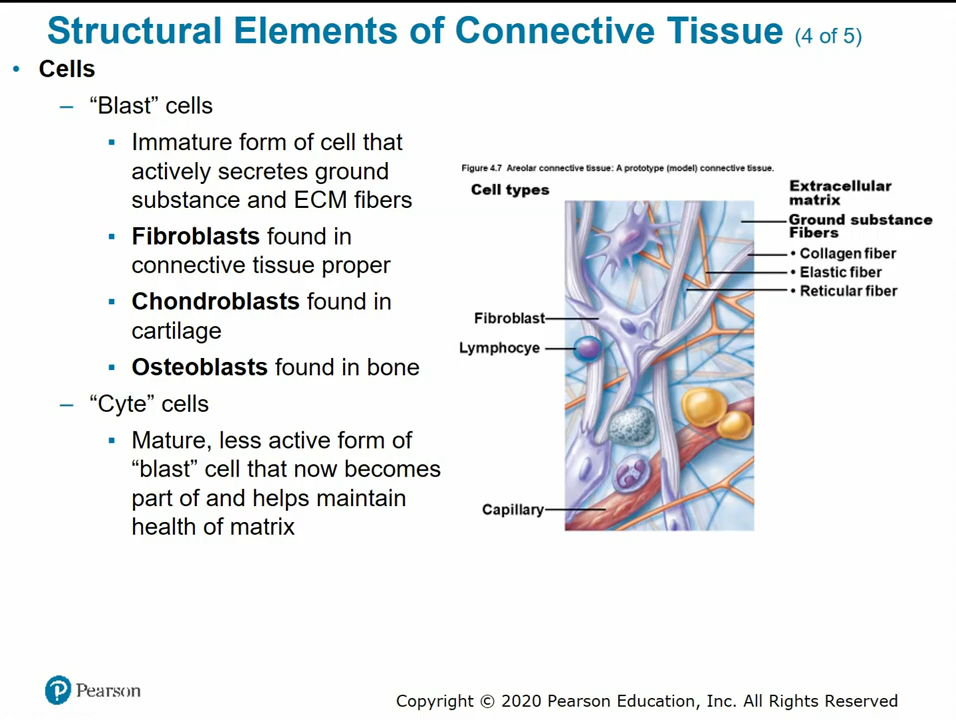 Structural Elements of Connective Tissue (4 of 5)
• Cells
– “Blast” cells
▪ Immature form of cell that
actively secretes ground
substance and ECM fibers
▪ Fibroblasts found in
connective tissue proper
▪ Chondroblasts found in
cartilage
▪ Osteoblasts found in bone
– “Cyte” cells
▪ Mature, less active form of
“blast” cell that now becomes
part of and helps maintain
health of matrix
Figure 4.7 Areolar connective tissue: A prototype (model) connective tissue.
Cell types
Fibroblast
Lymphocye
Capillary
Extracellular
matrix
Ground substance
Fibers
• Collagen fiber
• Elastic fiber
• Reticular fiber
P Pearson
Copyright © 2020 Pearson Education, Inc. All Rights Reserved